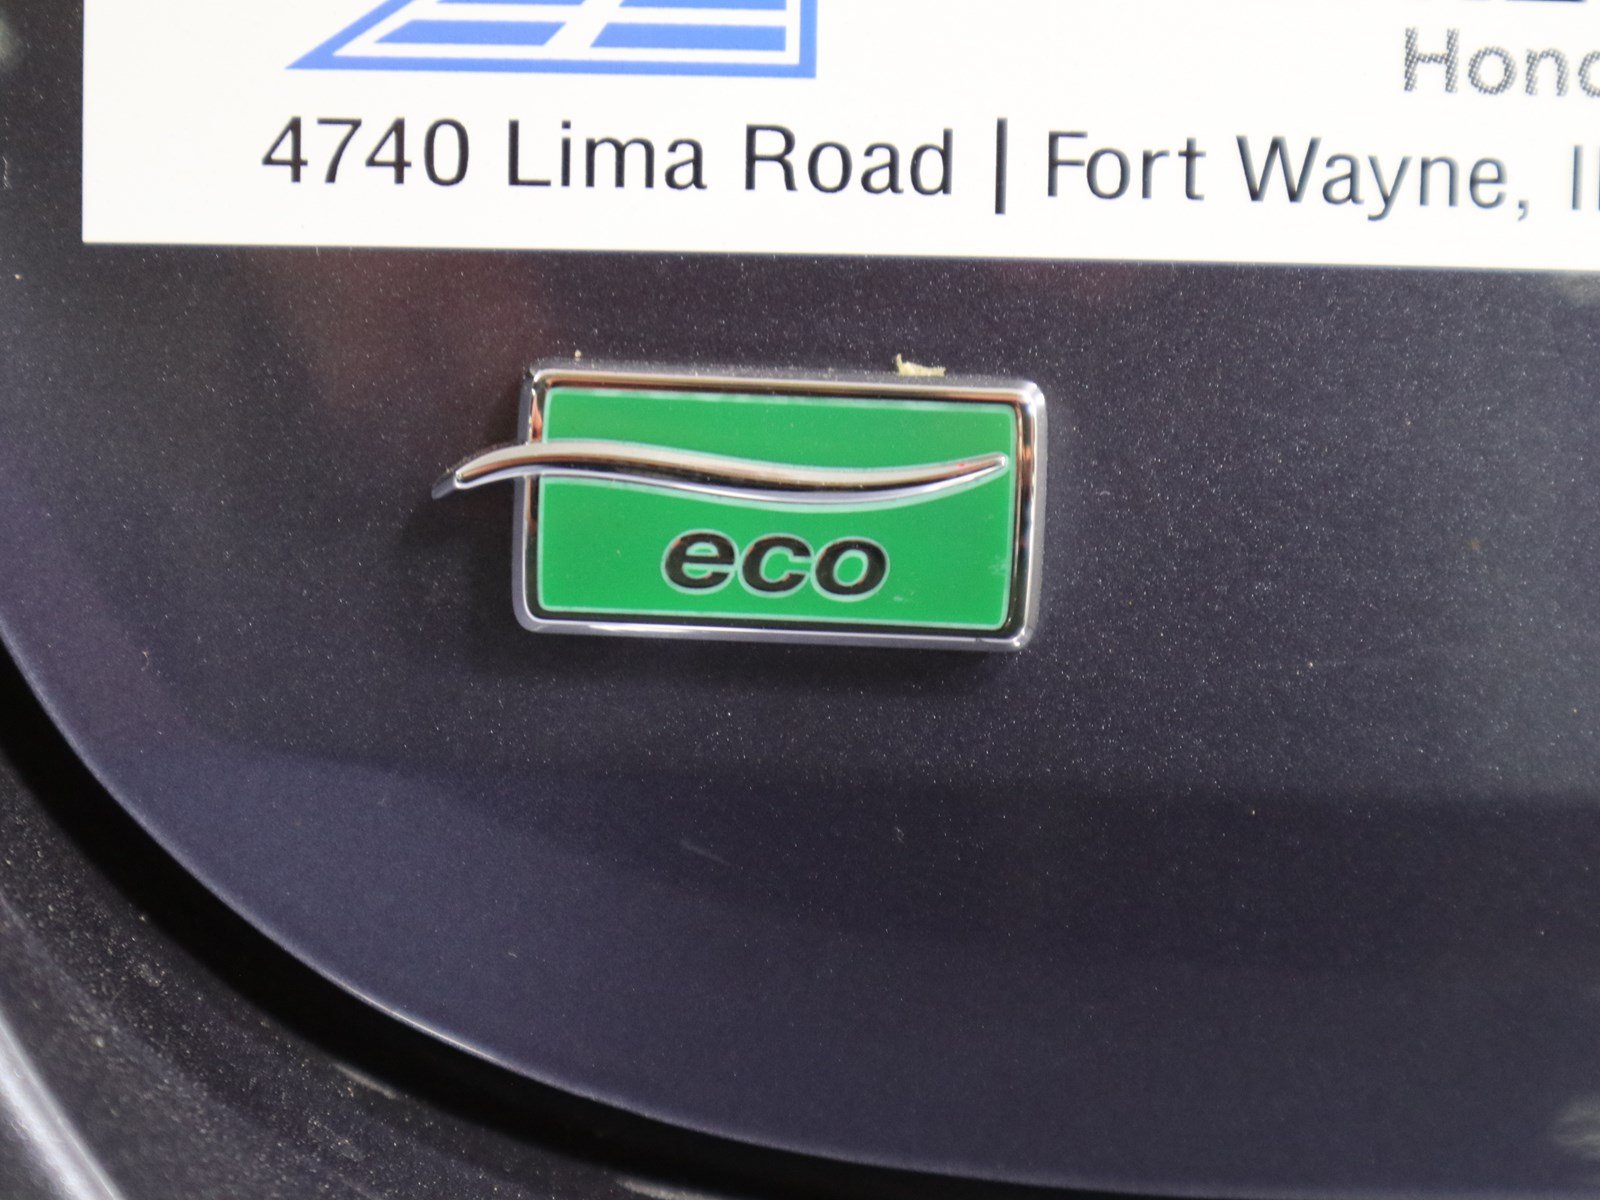 4740 Lima Road | Fort Wayne,
eco